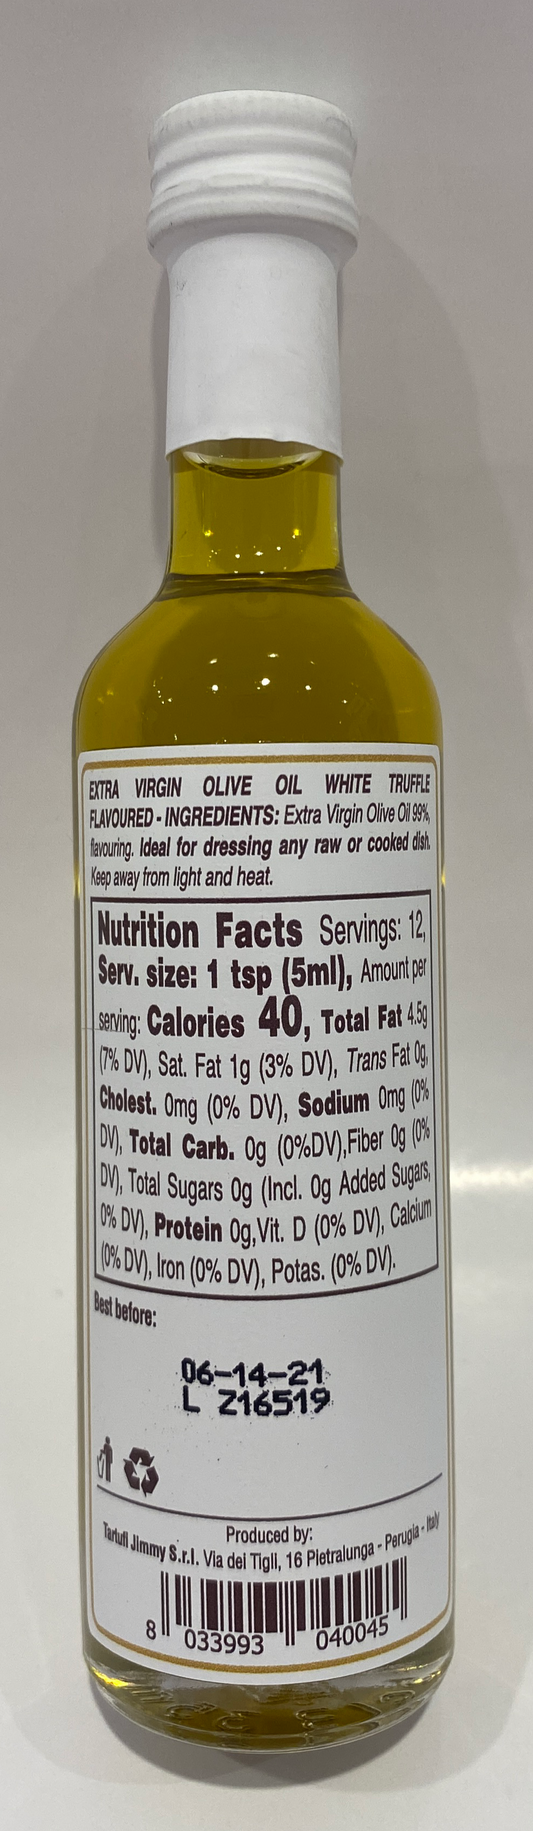 EXTRA VIRGIN OLIVE OIL WHITE TRUFFLE
FLAVOURED - INGREDIENTS: Extra Virgin Olive Oil 99%,
flavouring. Ideal for dressing any raw or cooked dish.
Keep away from light and heat.
Nutrition Facts Servings: 12,
Serv. size: 1 tsp (5ml), Amount per
serving: Calories 40, Total Fat 4.5g
(7% DV), Sat. Fat 1g (3% DV), Trans Fat 0g,
Cholest. 0mg (0% DV), Sodium 0mg (0%
DV), Total Carb. 0g (0%DV),Fiber 0g (0%
DV), Total Sugars 0g (Incl. 0g Added Sugars,
0% DV), Protein 0g,Vit. D (0% DV), Calcium
(0% DV), Iron (0% DV), Potas. (0% DV).
Best before:
06-14-21
L Z16519
Produced by:
Tartufi Jimmy S.r.l. Via dei Tigli, 16 Pietralunga - Perugia - Italy
8 033993 040045